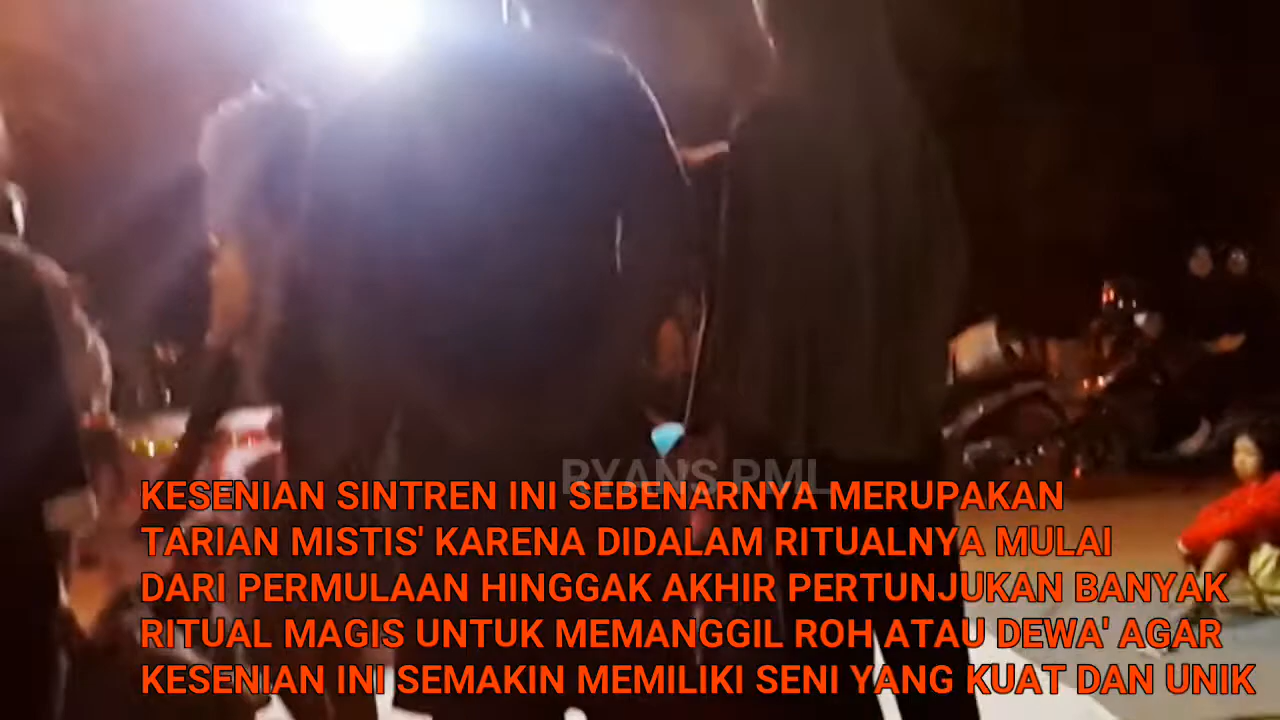 RYANS PML
KESENIAN SINTREN INI SEBENARNYA MERUPAKAN
TARIAN MISTIS' KARENA DIDALAM RITUALNYA MULAI
DARI PERMULAAN HINGGAK AKHIR PERTUNJUKAN BANYAK
RITUAL MAGIS UNTUK MEMANGGIL ROH ATAU DEWA' AGAR
KESENIAN INI SEMAKIN MEMILIKI SENI YANG KUAT DAN UNIK